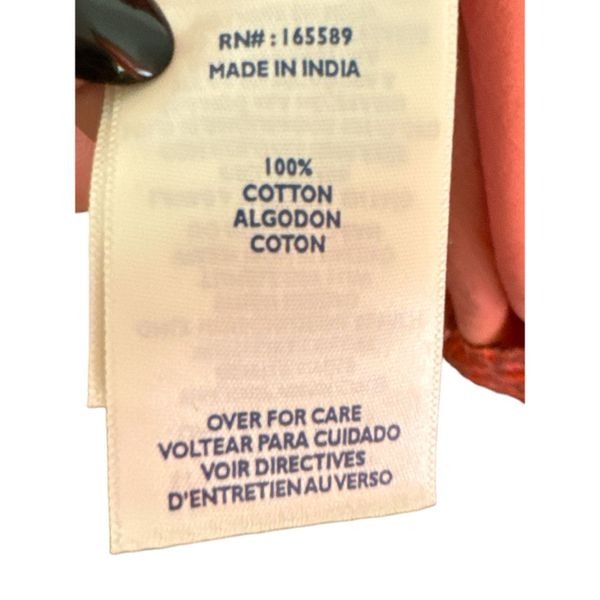 RN#:165589
MADE IN INDIA
100%
COTTON
ALGODON
COTON
OVER FOR CARE
VOLTEAR PARA CUIDADO
VOIR DIRECTIVES
D'ENTRETIEN AU VERSO